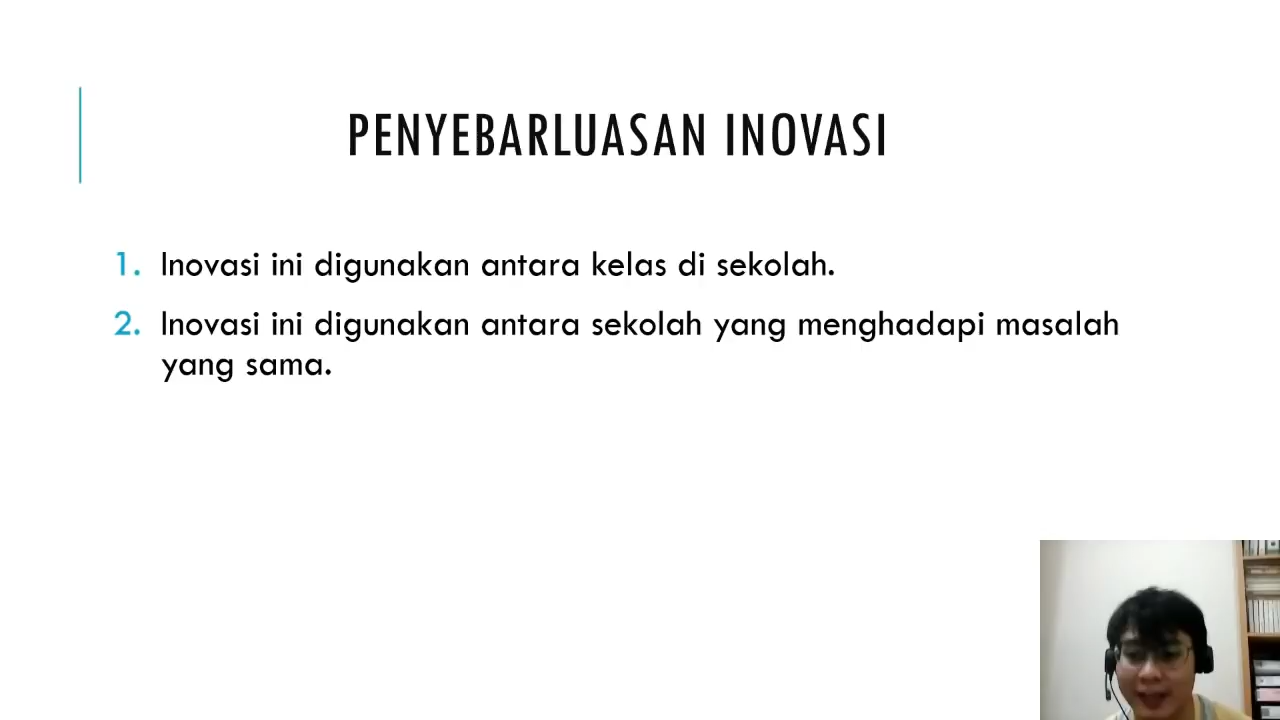 PENYEBARLUASAN INOVASI
1. Inovasi ini digunakan antara kelas di sekolah.
2. Inovasi ini digunakan antara sekolah yang menghadapi masalah
yang sama.